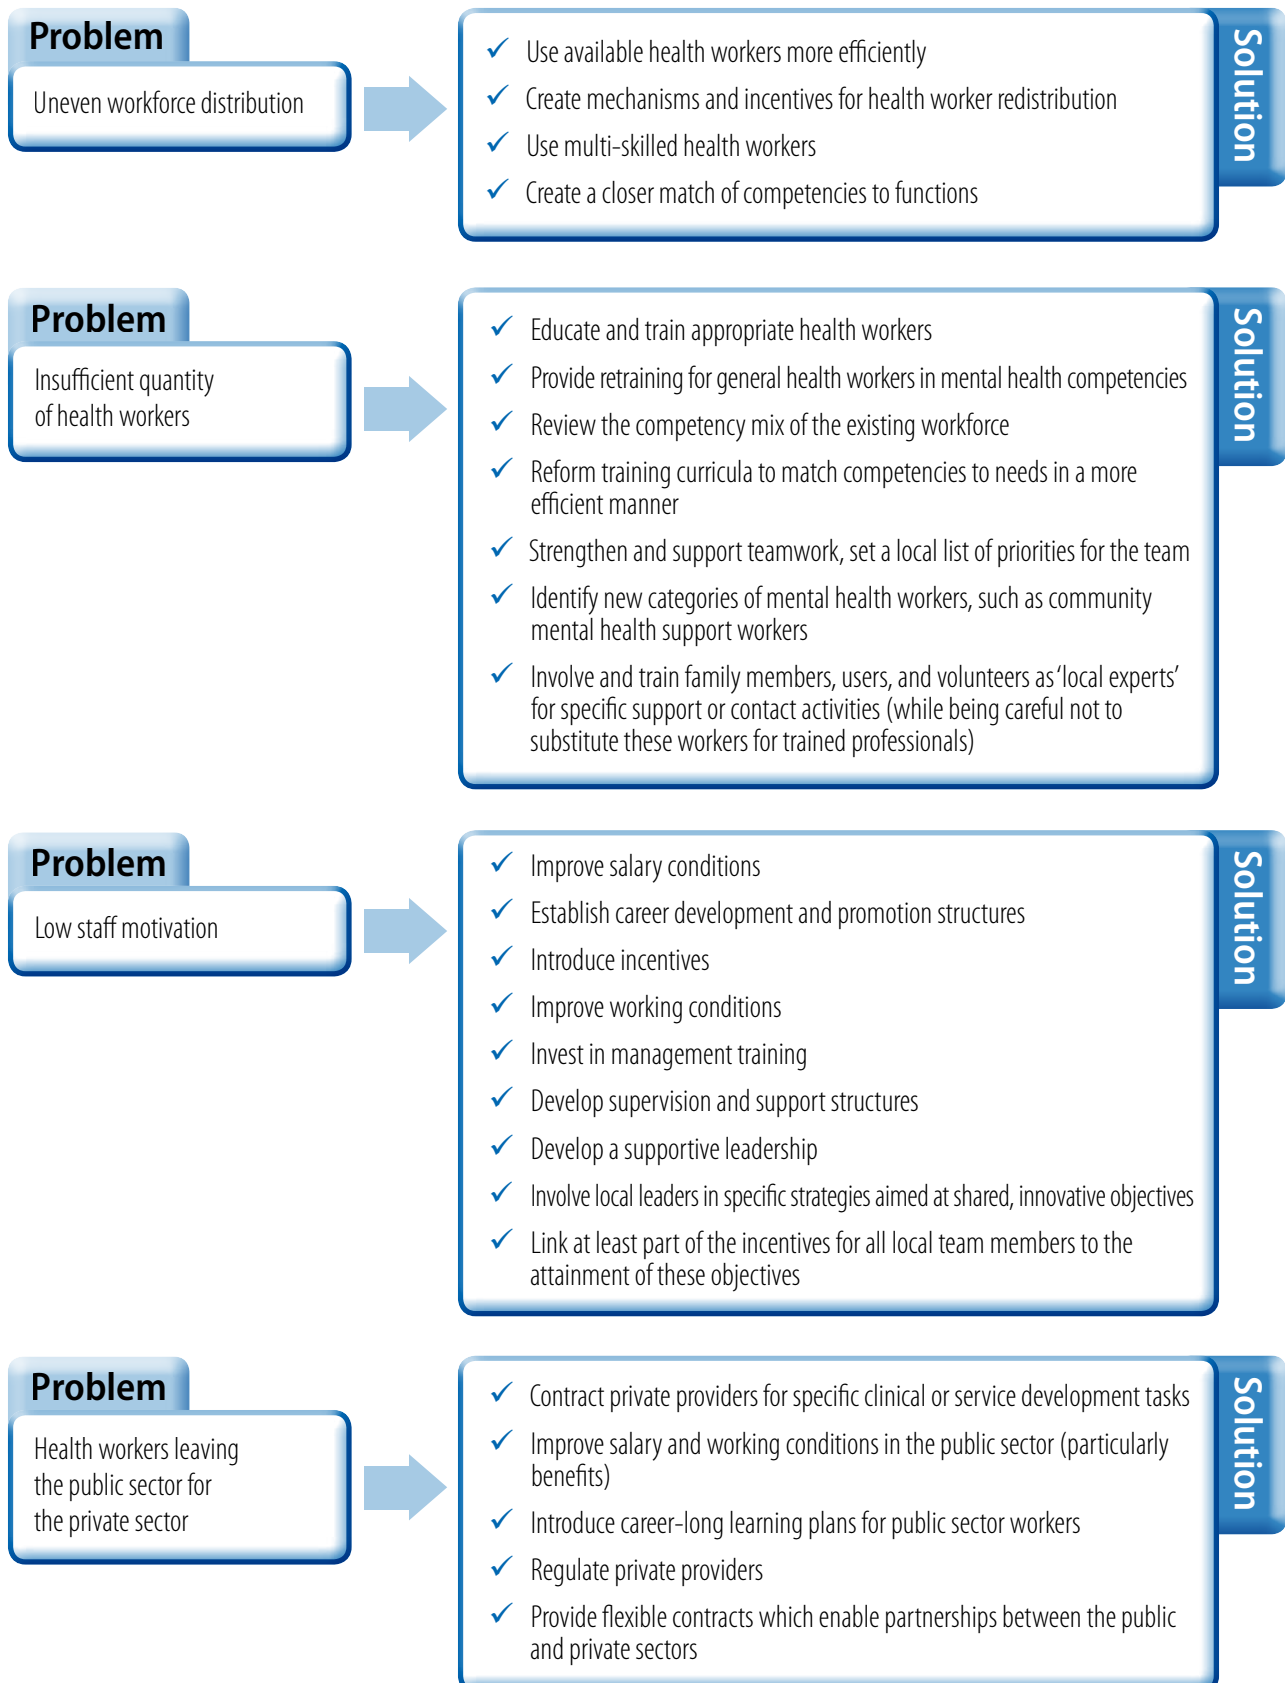 Problem
Uneven workforce distribution
✓ Use available health workers more efficiently
✓ Create mechanisms and incentives for health worker redistribution
✓ Use multi-skilled health workers
✓ Create a closer match of competencies to functions
Solution
Problem
Insufficient quantity
of health workers
✓ Educate and train appropriate health workers
✓ Provide retraining for general health workers in mental health competencies
✓ Review the competency mix of the existing workforce
✓ Reform training curricula to match competencies to needs in a more
efficient manner
✓ Strengthen and support teamwork, set a local list of priorities for the team
✓ Identify new categories of mental health workers, such as community
mental health support workers
✓ Involve and train family members, users, and volunteers as ‘local experts’
for specific support or contact activities (while being careful not to
substitute these workers for trained professionals)
Solution
Problem
Low staff motivation
✓ Improve salary conditions
✓ Establish career development and promotion structures
✓ Introduce incentives
✓ Improve working conditions
✓ Invest in management training
✓ Develop supervision and support structures
✓ Develop a supportive leadership
✓ Involve local leaders in specific strategies aimed at shared, innovative objectives
✓ Link at least part of the incentives for all local team members to the
attainment of these objectives
Solution
Problem
Health workers leaving
the public sector for
the private sector
✓ Contract private providers for specific clinical or service development tasks
✓ Improve salary and working conditions in the public sector (particularly
benefits)
✓ Introduce career-long learning plans for public sector workers
✓ Regulate private providers
✓ Provide flexible contracts which enable partnerships between the public
and private sectors
Solution